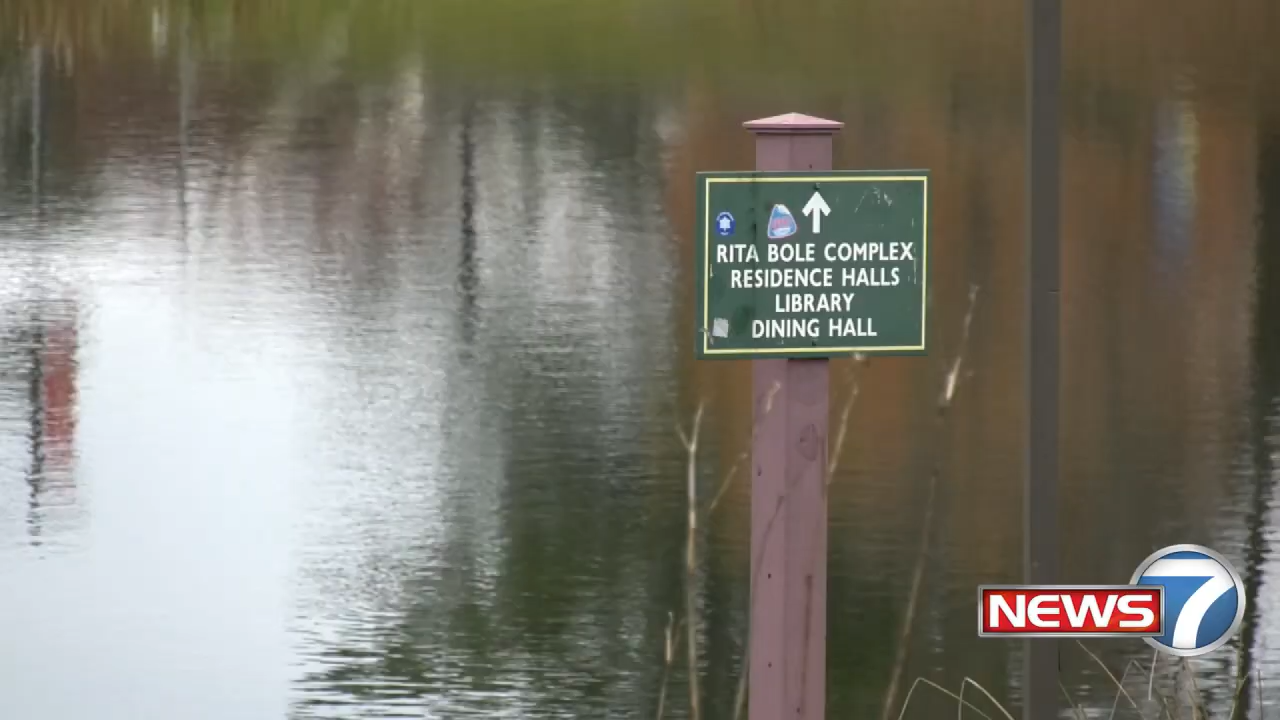 RITA BOLE COMPLEX
RESIDENCE HALLS
LIBRARY
DINING HALL
NEWS 7